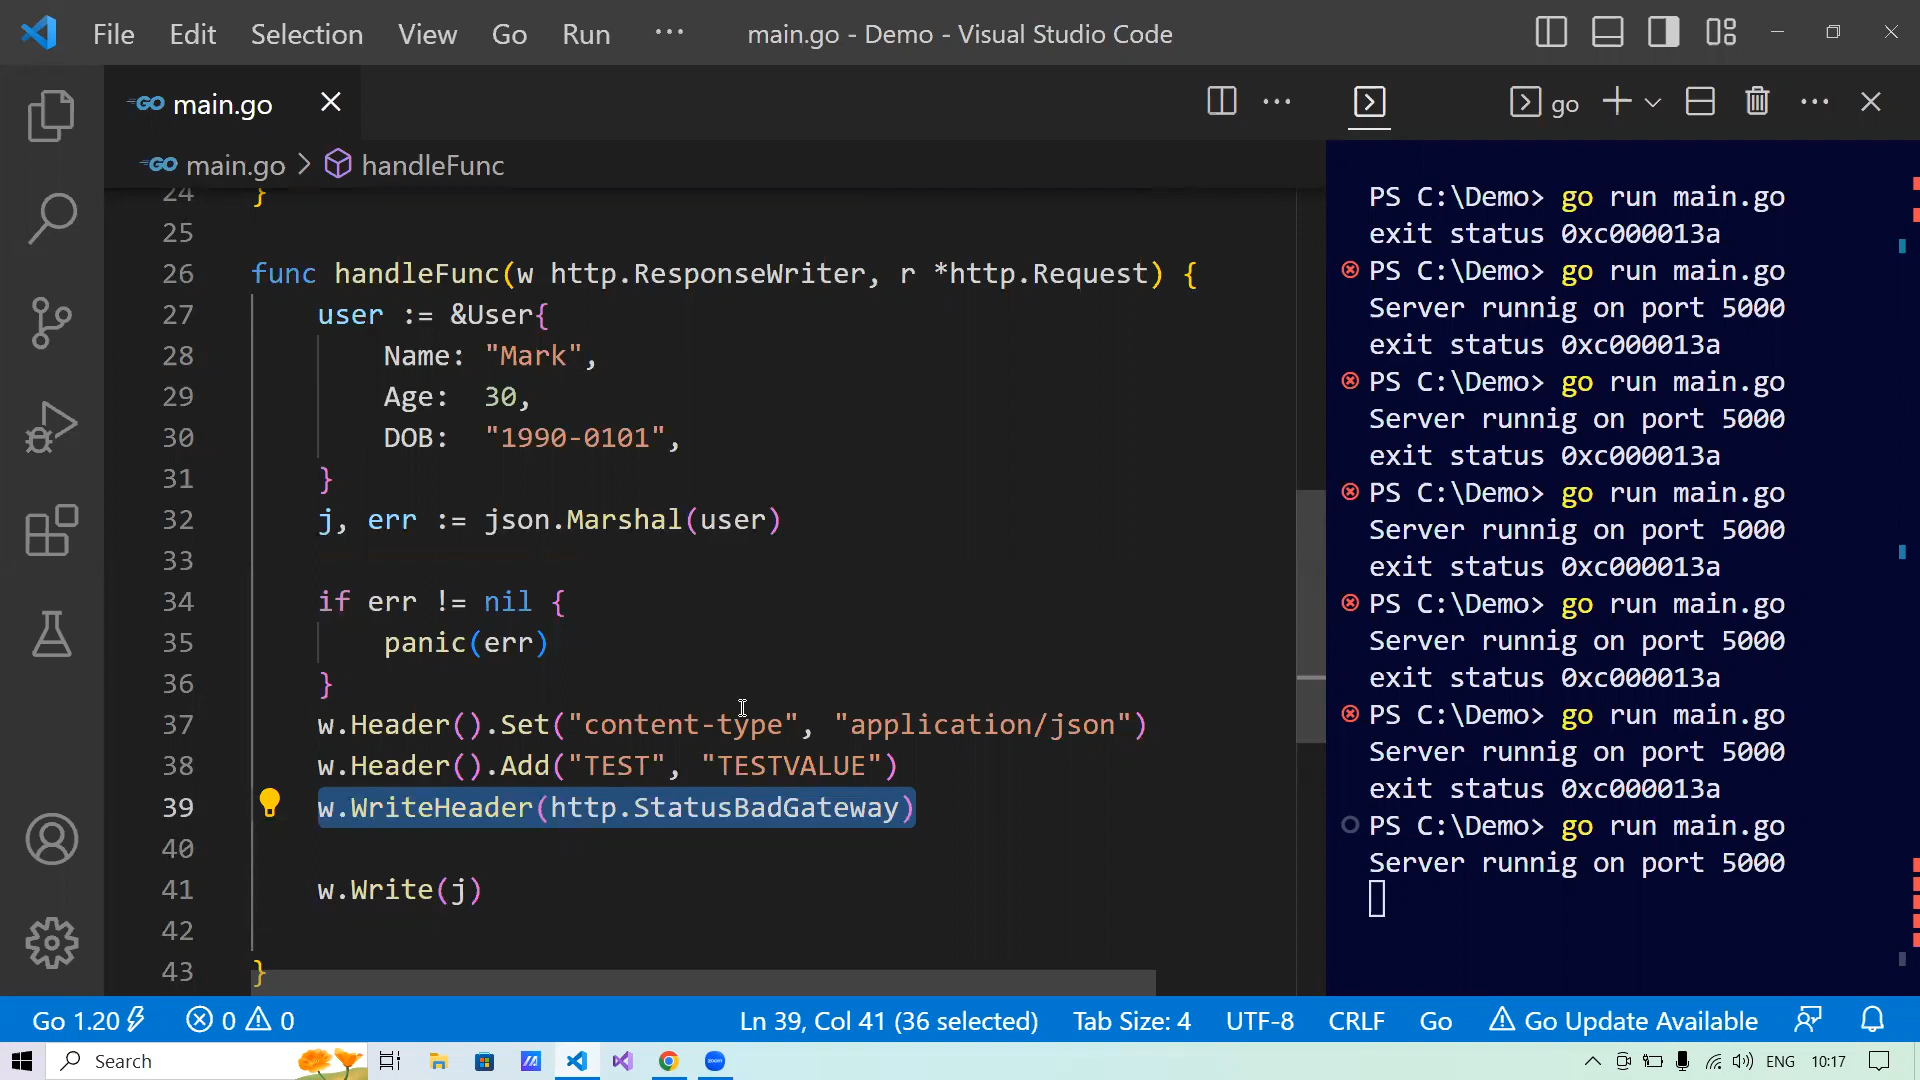 File Edit Selection View Go Run ··· main.go - Demo - Visual Studio Code
GO main.go
go
GO main.go > handleFunc
24 }
25
26 func handleFunc(w http.ResponseWriter, r *http.Request) {
27 user := &User{
28 Name: "Mark",
29 Age: 30,
30 DOB: "1990-0101",
31 }
32 j, err := json.Marshal(user)
33
34 if err != nil {
35 panic(err)
36 }
37 w.Header().Set("content-type", "application/json")
38 w.Header().Add("TEST", "TESTVALUE")
39 w.WriteHeader(http.StatusBadGateway)
40
41 w.Write(j)
42
43 }
PS C:\Demo> go run main.go
exit status 0xc000013a
PS C:\Demo> go run main.go
Server runnig on port 5000
exit status 0xc000013a
PS C:\Demo> go run main.go
Server runnig on port 5000
exit status 0xc000013a
PS C:\Demo> go run main.go
Server runnig on port 5000
exit status 0xc000013a
PS C:\Demo> go run main.go
Server runnig on port 5000
exit status 0xc000013a
PS C:\Demo> go run main.go
Server runnig on port 5000
exit status 0xc000013a
PS C:\Demo> go run main.go
Server runnig on port 5000
Go 1.20 0 0 Ln 39, Col 41 (36 selected) Tab Size: 4 UTF-8 CRLF Go Go Update Available
Search zoom ENG 10:17